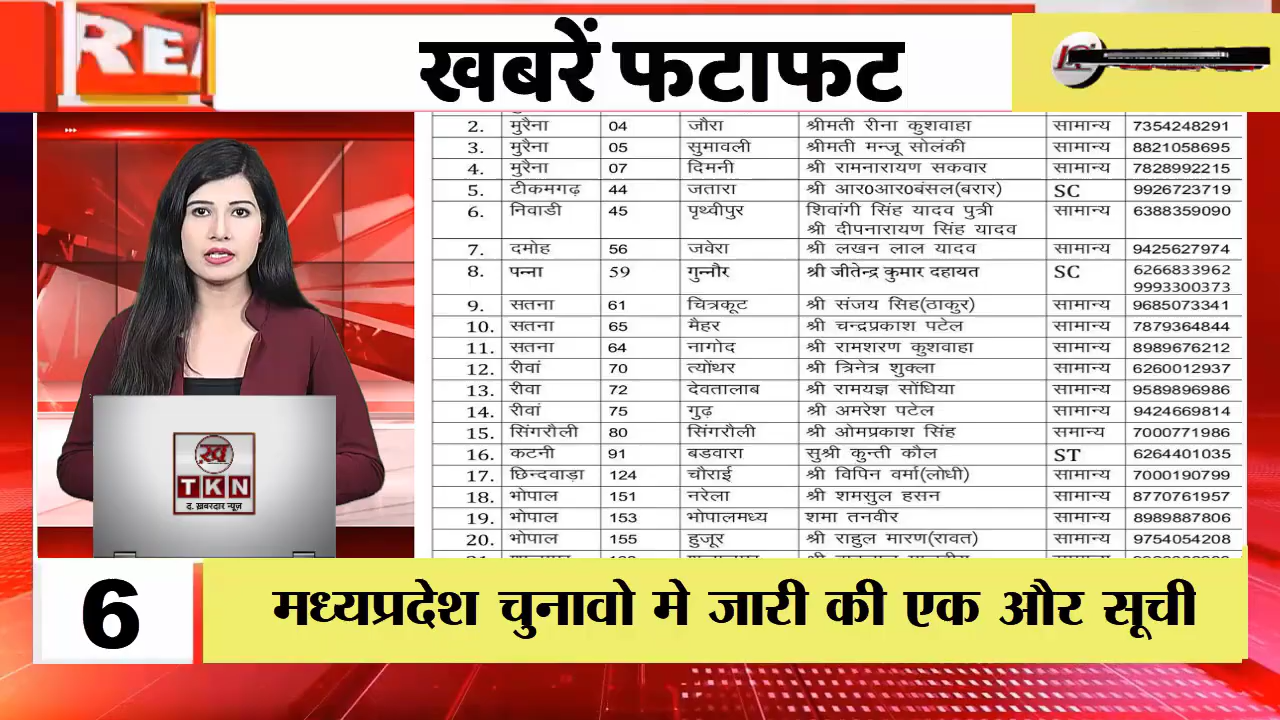 REA
खबरें फटाफट
2. मुरैना 04 जौरा श्रीमती रीना कुशवाहा सामान्य 7354248291
3. मुरैना 05 सुमावली श्रीमती मन्जू सोलंकी सामान्य 8821058695
4. मुरैना 07 दिमनी श्री रामनारायण सकवार सामान्य 7828992215
5. टीकमगढ़ 44 जतारा श्री आर0आर0बंसल(बरार) SC 9926723719
6. निवाडी 45 पृथ्वीपुर शिवांगी सिंह यादव पुत्री सामान्य 6388359090
श्री दीपनारायण सिंह यादव
7. दमोह 56 जवेरा श्री लखन लाल यादव सामान्य 9425627974
8. पन्ना 59 गुन्नौर श्री जीतेन्द्र कुमार दहायत SC 6266833962
9993300373
9. सतना 61 चित्रकूट श्री संजय सिह(ठाकुर) सामान्य 9685073341
10. सतना 65 मैहर श्री चन्द्रप्रकाश पटेल सामान्य 7879364844
11. सतना 64 नागोद श्री रामशरण कुशवाहा सामान्य 8989676212
12. रीवां 70 त्योंथर श्री त्रिनेत्र शुक्ला सामान्य 6260012937
13. रीवा 72 देवतालाब श्री रामयज्ञ सोंधिया सामान्य 9589896986
14. रीवां 75 गुढ़ श्री अमरेश पटेल सामान्य 9424669814
15. सिंगरौली 80 सिंगरौली श्री ओमप्रकाश सिंह समान्य 7000771986
16. कटनी 91 बडवारा सुश्री कुन्ती कौल ST 6264401035
17. छिन्दवाड़ा 124 चौराई श्री विपिन वर्मा(लोधी) सामान्य 7000190799
18. भोपाल 151 नरेला श्री शमसुल हसन सामान्य 8770761957
19. भोपाल 153 भोपालमध्य शमा तनवीर सामान्य 8989887806
20. भोपाल 155 हुजूर श्री राहुल मारण(रावत) सामान्य 9754054208
TKN
द. ख़बरदार न्यूज़
6 मध्यप्रदेश चुनावो मे जारी की एक और सूची